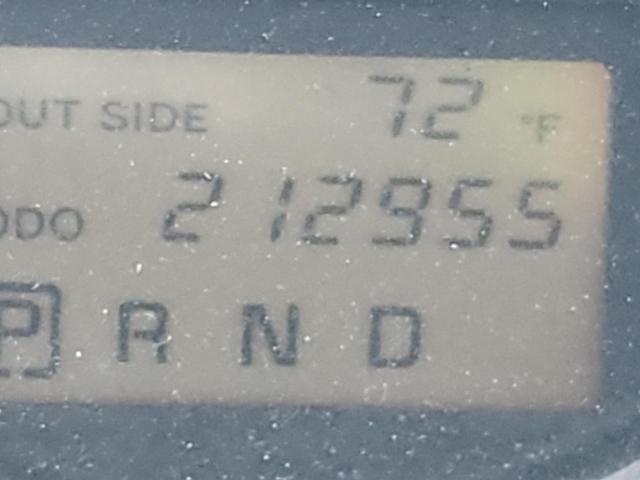 OUT SIDE 72 °F
ODO 212955
P R N D